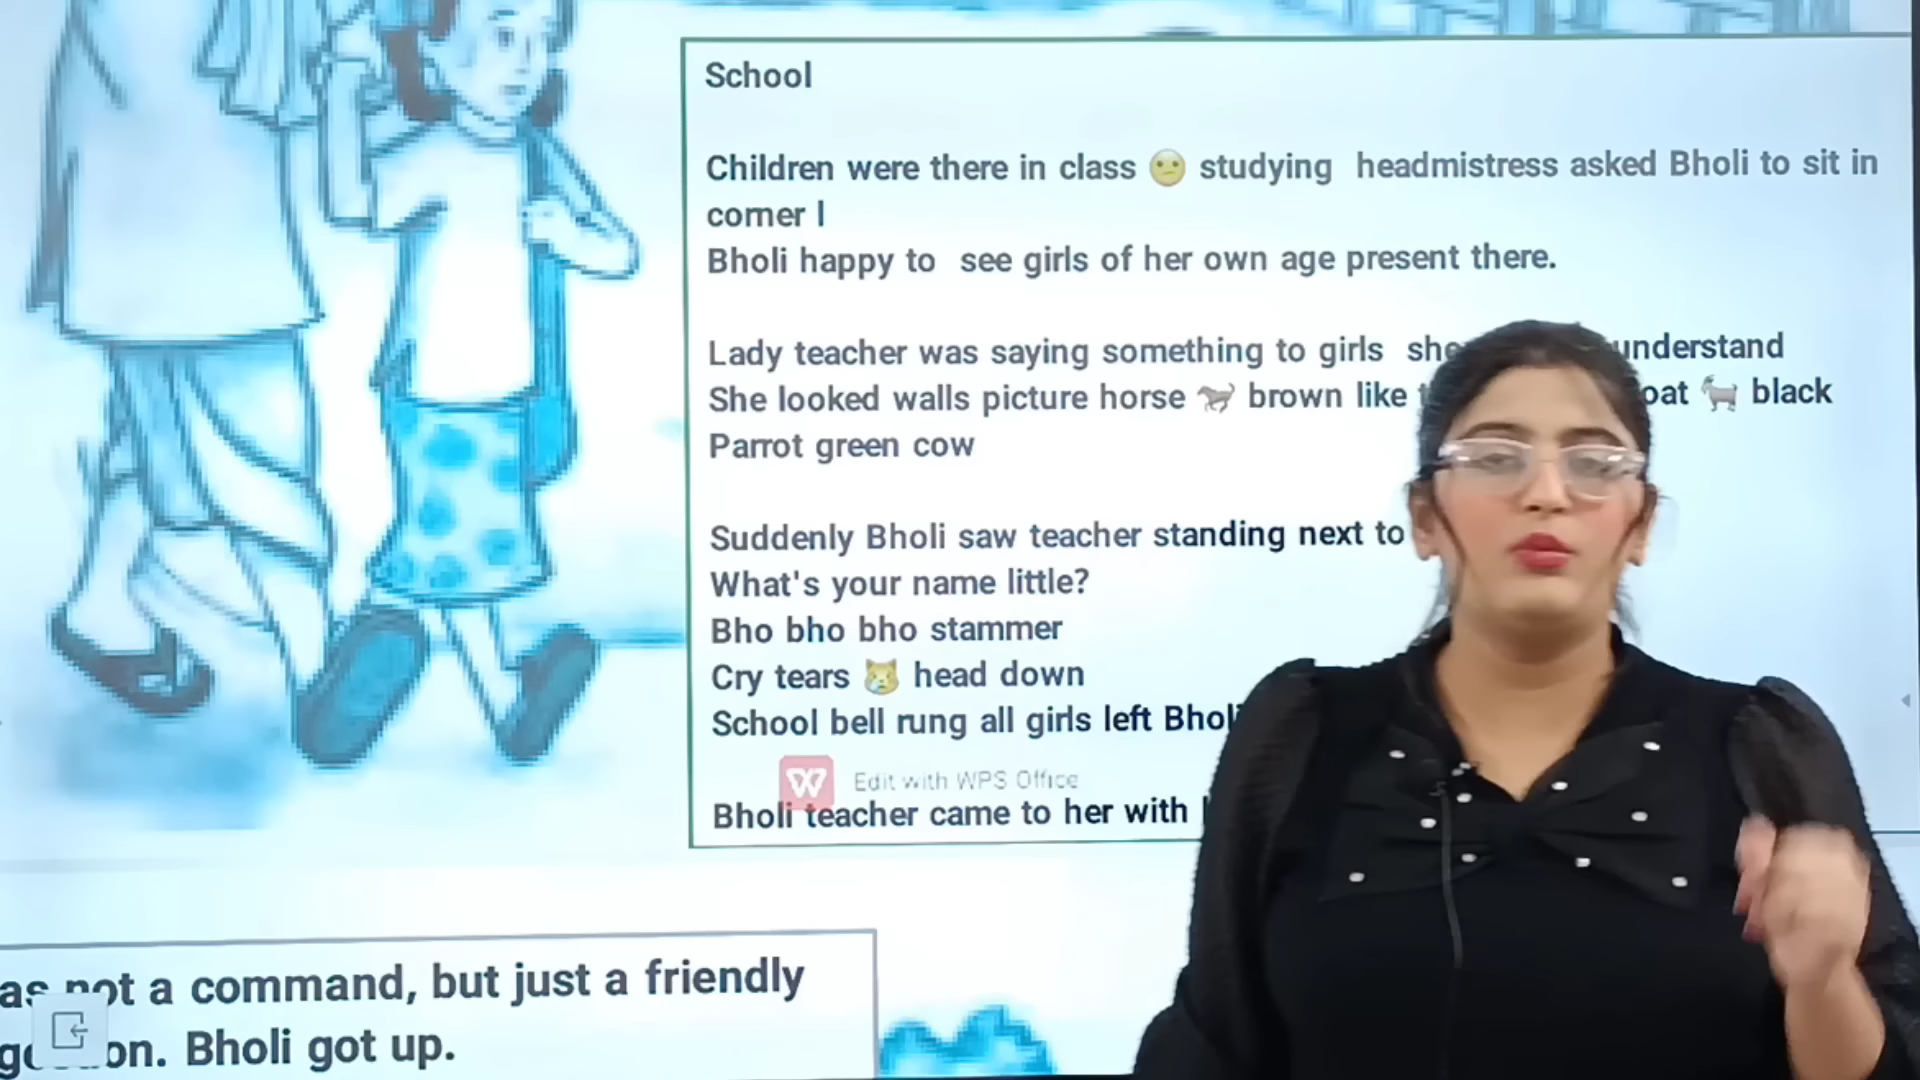 School
Children were there in class 😕 studying headmistress asked Bholi to sit in
corner I
Bholi happy to see girls of her own age present there.
Lady teacher was saying something to girls understand
She looked walls picture horse 🐎 brown like 🐐 black
Parrot green cow
Suddenly Bholi saw teacher standing next to
What's your name little?
Bho bho bho stammer
Cry tears 😿 head down
School bell rung all girls left Bholi
Edit with WPS Office
Bholi teacher came to her with
not a command, but just a friendly
Bholi got up.